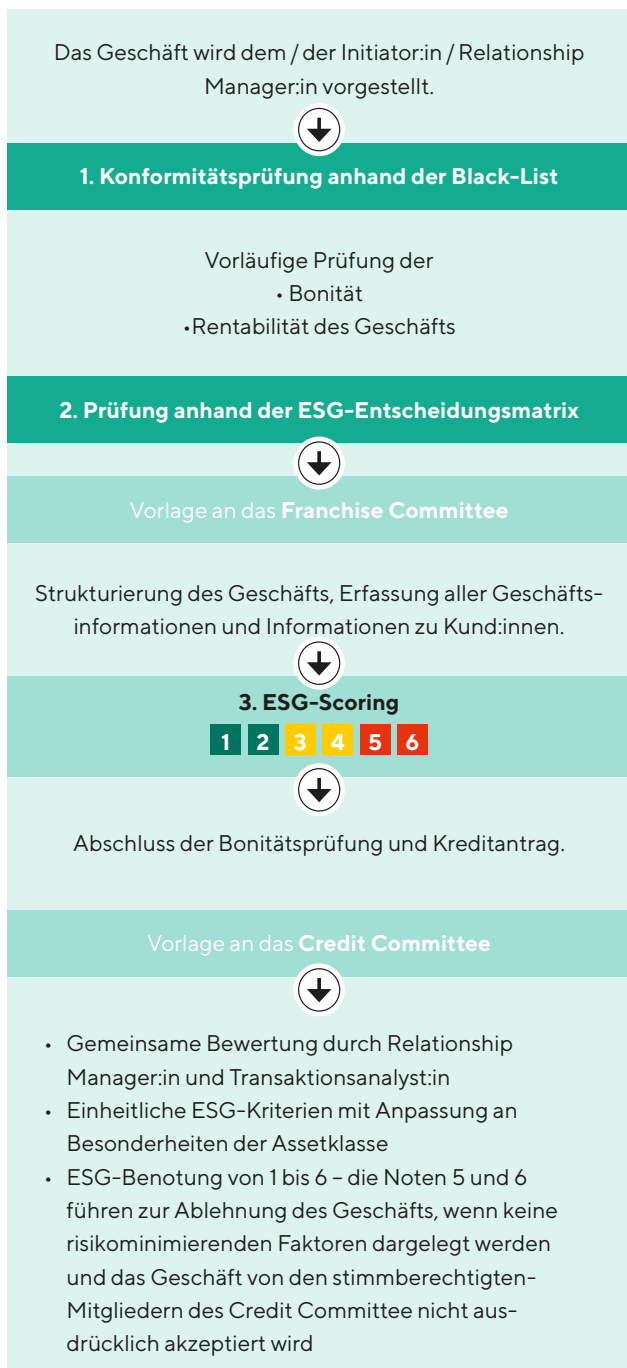 Das Geschäft wird dem / der Initiator:in / Relationship
Manager:in vorgestellt.
1. Konformitätsprüfung anhand der Black-List
Vorläufige Prüfung der
• Bonität
•Rentabilität des Geschäfts
2. Prüfung anhand der ESG-Entscheidungsmatrix
Vorlage an das Franchise Committee
Strukturierung des Geschäfts, Erfassung aller Geschäfts-
informationen und Informationen zu Kund:innen.
3. ESG-Scoring
1 2 3 4 5 6
Abschluss der Bonitätsprüfung und Kreditantrag.
Vorlage an das Credit Committee
• Gemeinsame Bewertung durch Relationship
Manager:in und Transaktionsanalyst:in
• Einheitliche ESG-Kriterien mit Anpassung an
Besonderheiten der Assetklasse
• ESG-Benotung von 1 bis 6 – die Noten 5 und 6
führen zur Ablehnung des Geschäfts, wenn keine
risikominimierenden Faktoren dargelegt werden
und das Geschäft von den stimmberechtigten-
Mitgliedern des Credit Committee nicht aus-
drücklich akzeptiert wird